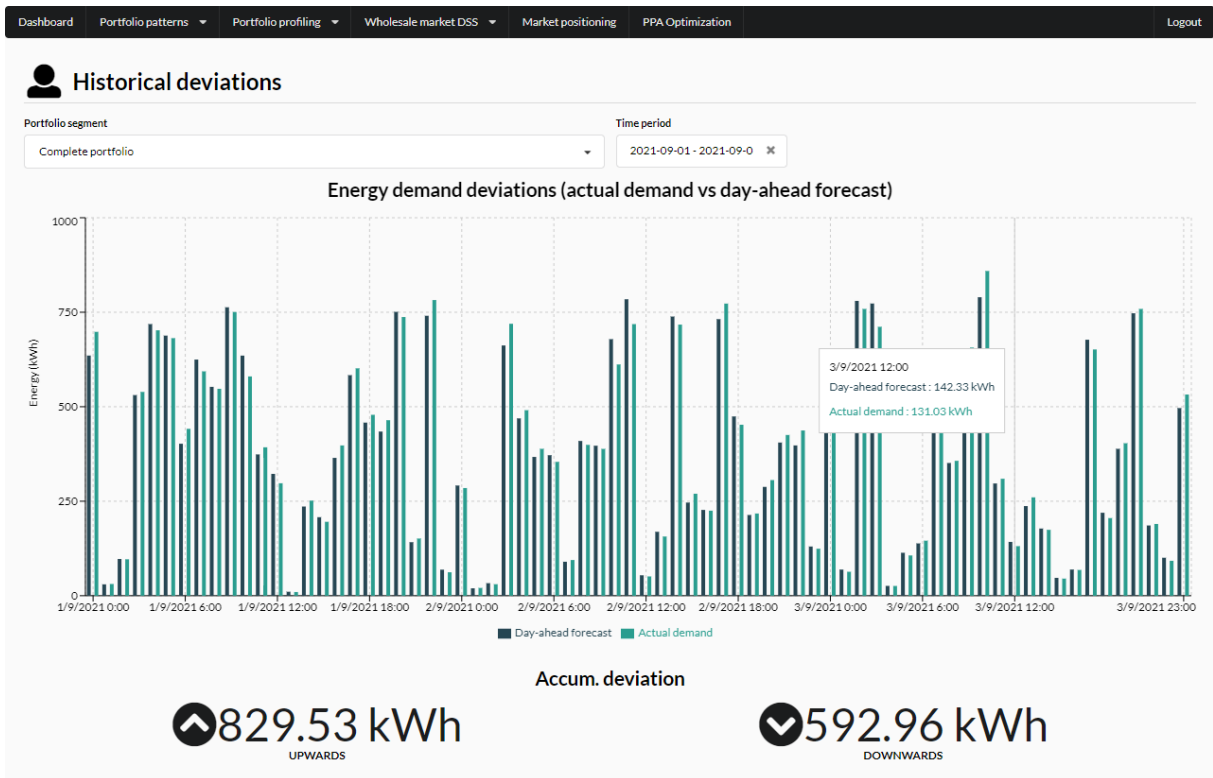 Dashboard Portfolio patterns Portfolio profiling Wholesale market DSS Market positioning PPA Optimization Logout
Historical deviations
Portfolio segment Time period
Complete portfolio 2021-09-01 - 2021-09-0
Energy demand deviations (actual demand vs day-ahead forecast)
1000
750
500
250
0
Energy (kWh)
3/9/2021 12:00
Day-ahead forecast : 142.33 kWh
Actual demand : 131.03 kWh
1/9/2021 0:00 1/9/2021 6:00 1/9/2021 12:00 1/9/2021 18:00 2/9/2021 0:00 2/9/2021 6:00 2/9/2021 12:00 2/9/2021 18:00 3/9/2021 0:00 3/9/2021 6:00 3/9/2021 12:00 3/9/2021 23:00
Day-ahead forecast Actual demand
Accum. deviation
829.53 kWh 592.96 kWh
UPWARDS DOWNWARDS